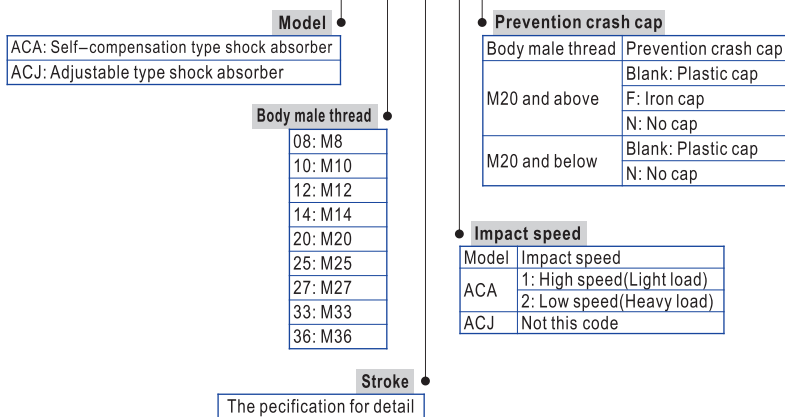 Model
ACA: Self-compensation type shock absorber
ACJ: Adjustable type shock absorber
Body male thread
08: M8
10: M10
12: M12
14: M14
20: M20
25: M25
27: M27
33: M33
36: M36
Stroke
The pecification for detail
Prevention crash cap
Body male thread Prevention crash cap
M20 and above
Blank: Plastic cap
F: Iron cap
N: No cap
M20 and below
Blank: Plastic cap
N: No cap
Impact speed
Model Impact speed
ACA
1: High speed(Light load)
2: Low speed(Heavy load)
ACJ Not this code